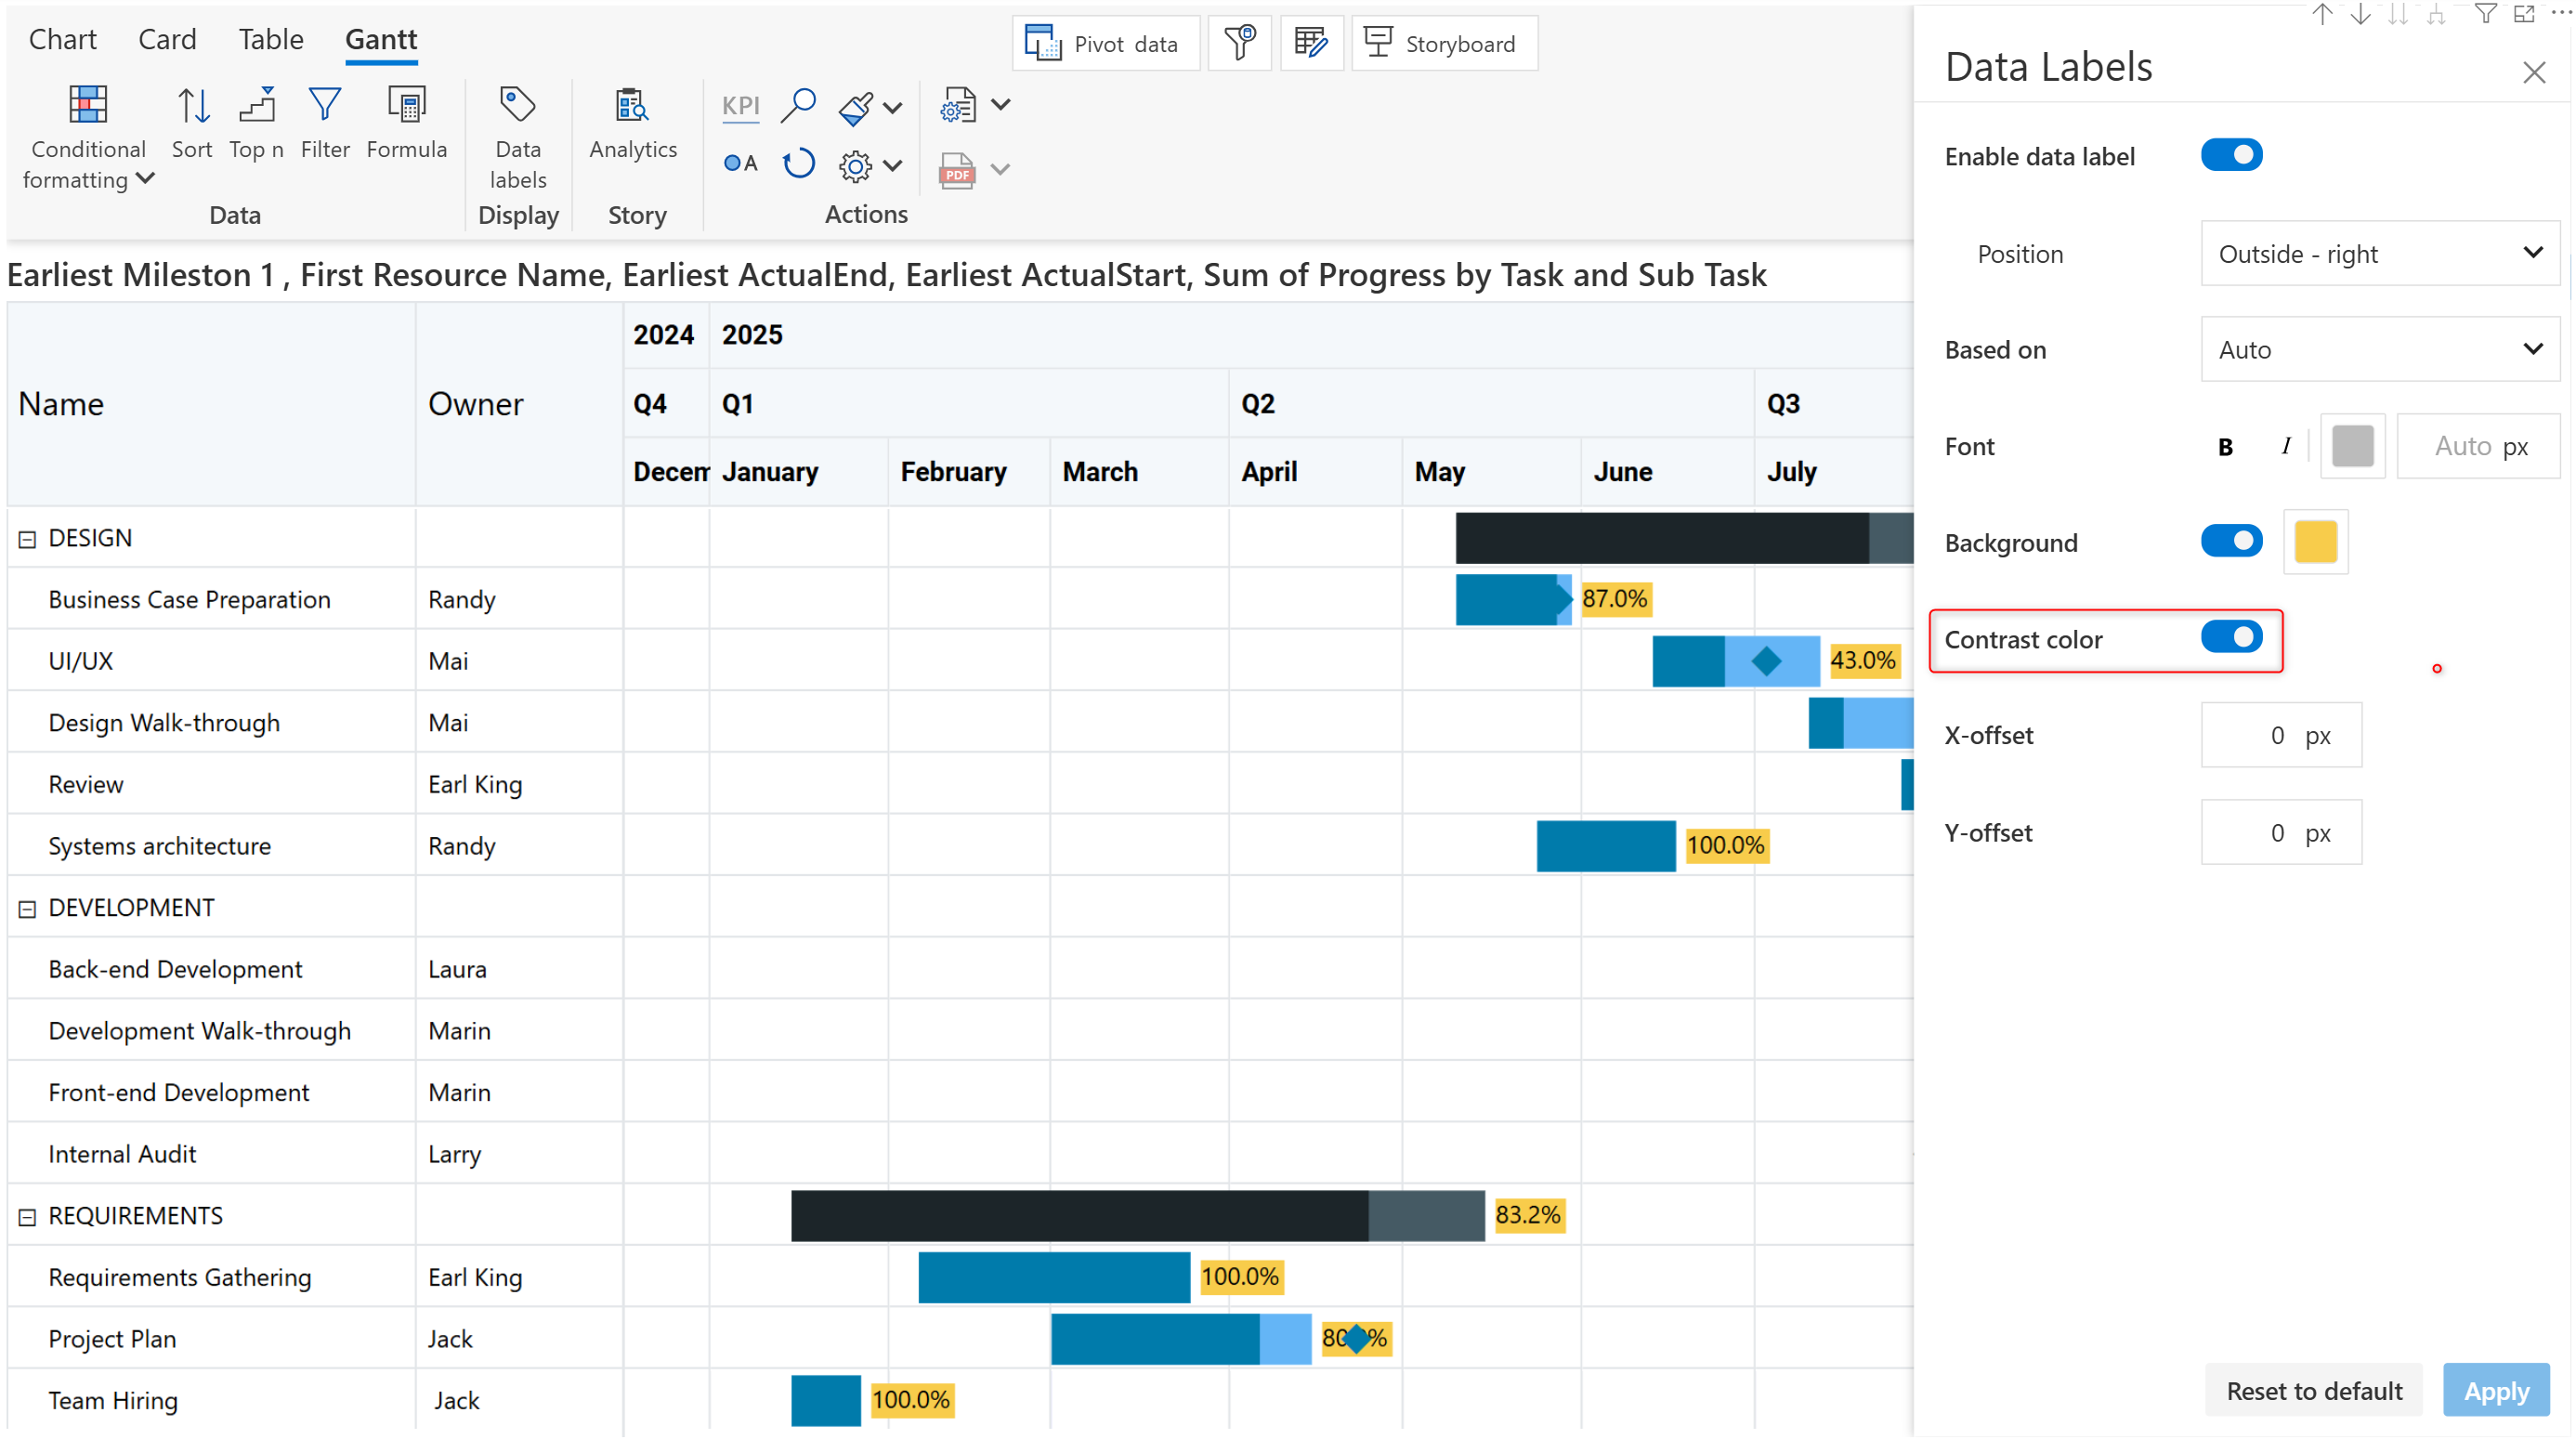 Chart Card Table Gantt
Pivot data
Storyboard
Conditional formatting
Sort
Top n
Filter
Formula
Data labels
Analytics
KPI
A
PDF
Data
Display
Story
Actions
Earliest Mileston 1 , First Resource Name, Earliest ActualEnd, Earliest ActualStart, Sum of Progress by Task and Sub Task
Name Owner
2024 2025
Q4 Q1 Q2 Q3
Decem January February March April May June July
DESIGN
Business Case Preparation Randy 87.0%
UI/UX Mai 43.0%
Design Walk-through Mai
Review Earl King
Systems architecture Randy 100.0%
DEVELOPMENT
Back-end Development Laura
Development Walk-through Marin
Front-end Development Marin
Internal Audit Larry
REQUIREMENTS 83.2%
Requirements Gathering Earl King 100.0%
Project Plan Jack
Team Hiring Jack 100.0%
Data Labels
Enable data label
Position Outside - right
Based on Auto
Font B I Auto px
Background
Contrast color
X-offset 0 px
Y-offset 0 px
Reset to default Apply